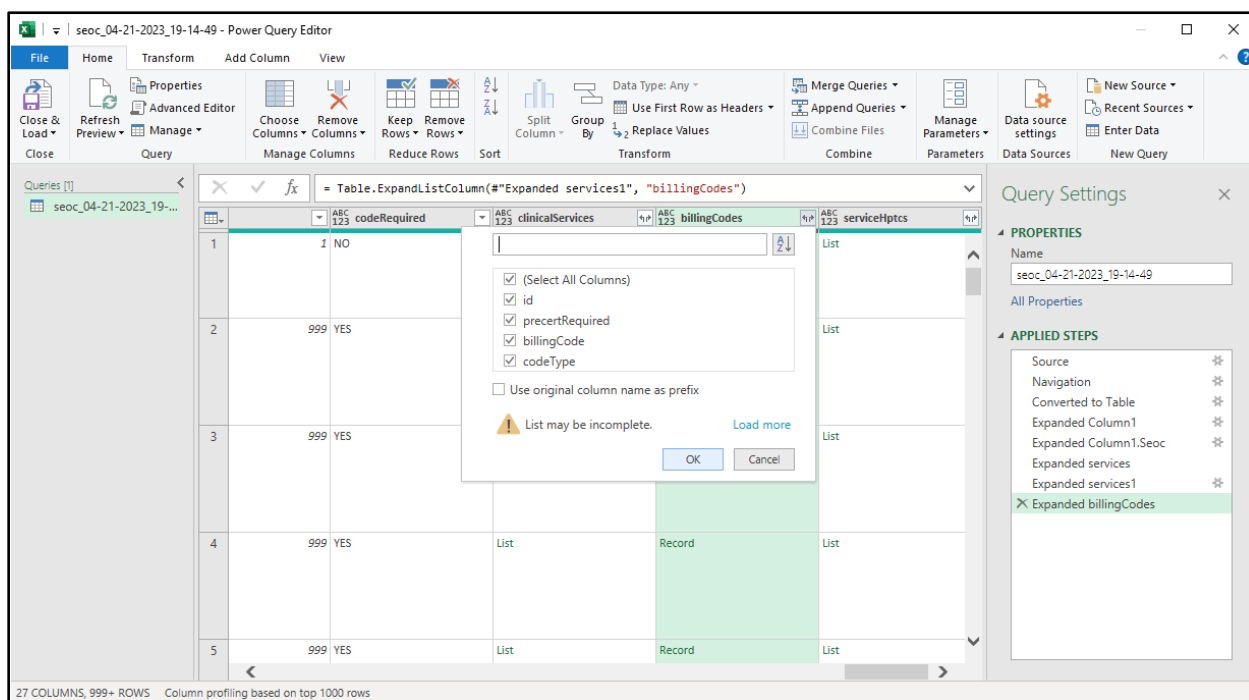 seoc_04-21-2023_19-14-49 - Power Query Editor
File Home Transform Add Column View
Close & Load
Refresh Preview
Properties
Advanced Editor
Manage
Choose Columns
Remove Columns
Keep Rows
Remove Rows
Split Column
Group By
Data Type: Any
Use First Row as Headers
Replace Values
Merge Queries
Append Queries
Combine Files
Manage Parameters
Data source settings
New Source
Recent Sources
Enter Data
Close Query Manage Columns Reduce Rows Sort Transform Combine Parameters Data Sources New Query
Queries [1]
seoc_04-21-2023_19-...
fx = Table.ExpandListColumn(#"Expanded services1", "billingCodes")
ABC 123 codeRequired ABC 123 clinicalServices ABC 123 billingCodes ABC 123 serviceHptcs
1 1 NO List
2 999 YES List
3 999 YES List
4 999 YES List Record List
5 999 YES List Record List
(Select All Columns)
id
precertRequired
billingCode
codeType
Use original column name as prefix
List may be incomplete. Load more
OK Cancel
Query Settings
PROPERTIES
Name
seoc_04-21-2023_19-14-49
All Properties
APPLIED STEPS
Source
Navigation
Converted to Table
Expanded Column1
Expanded Column1.Seoc
Expanded services
Expanded services1
Expanded billingCodes
27 COLUMNS, 999+ ROWS Column profiling based on top 1000 rows